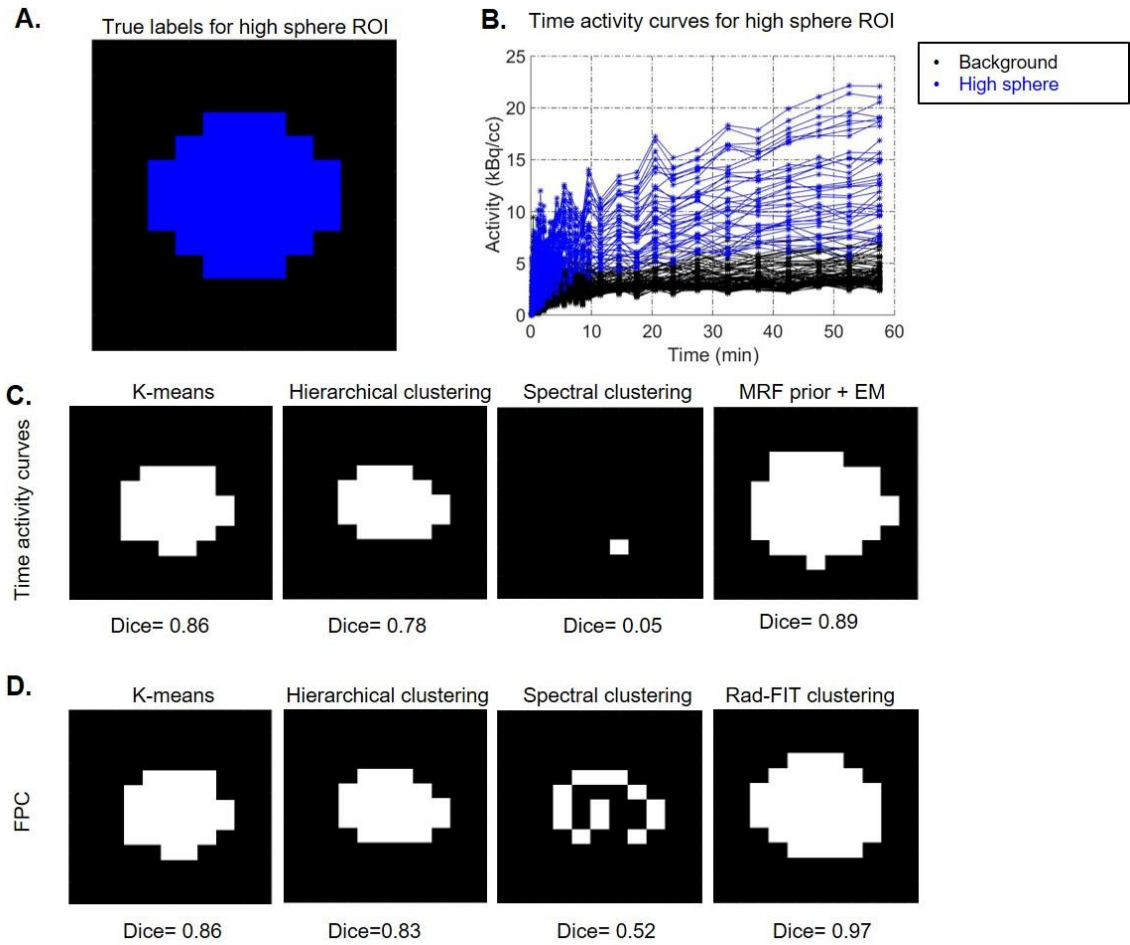 A.
True labels for high sphere ROI
B.
Time activity curves for high sphere ROI
Background
High sphere
Activity (kBq/cc)
25
20
15
10
5
0
0 10 20 30 40 50 60
Time (min)
C.
Time activity curves
K-means Hierarchical clustering Spectral clustering MRF prior + EM
Dice= 0.86 Dice= 0.78 Dice= 0.05 Dice= 0.89
D.
FPC
K-means Hierarchical clustering Spectral clustering Rad-FIT clustering
Dice= 0.86 Dice=0.83 Dice= 0.52 Dice= 0.97